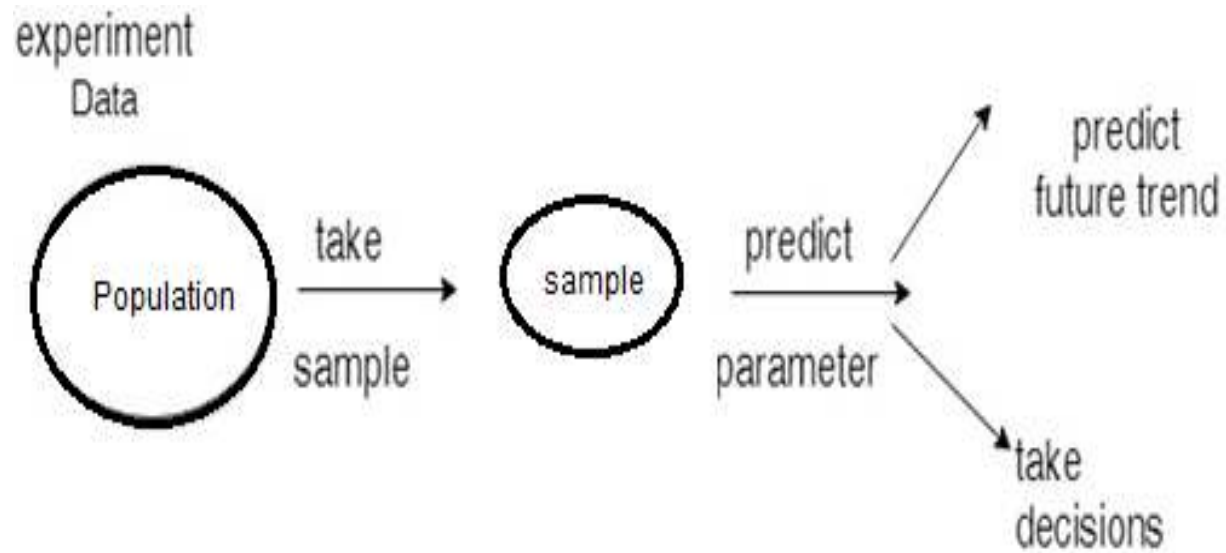 experiment
Data
Population
take
sample
sample
predict
parameter
predict
future trend
take
decisions